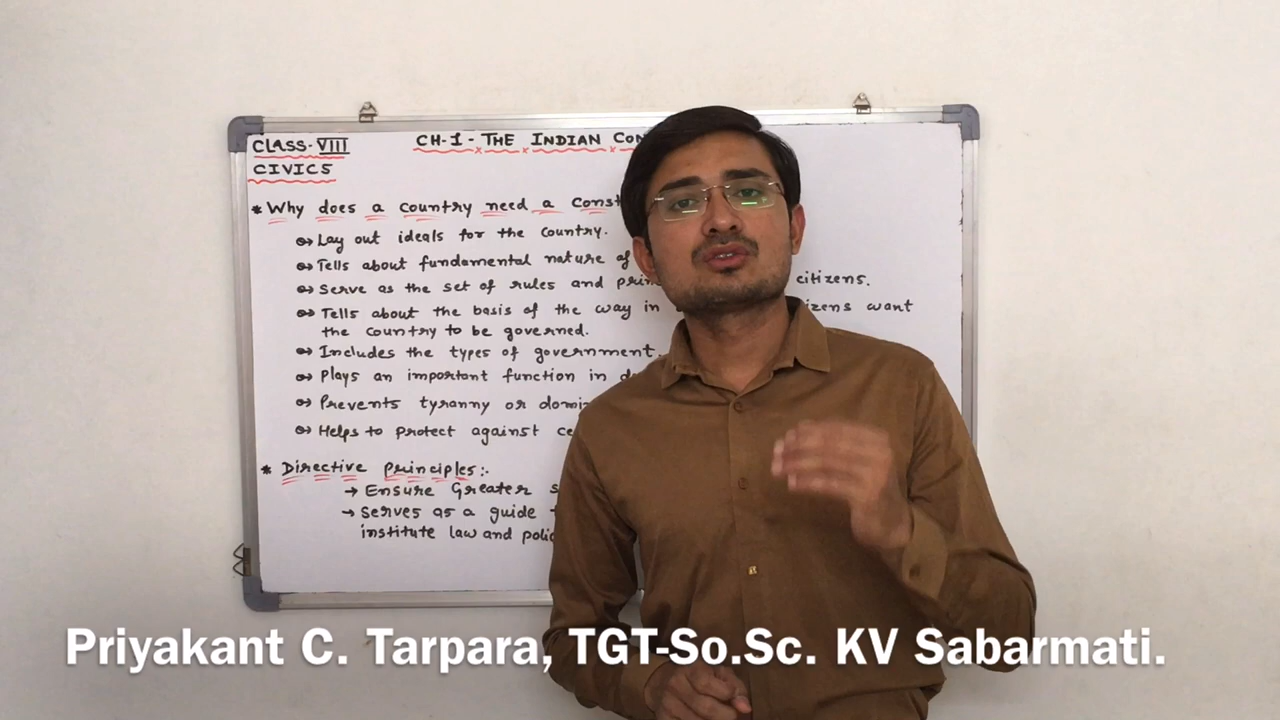 CLASS-VIII
CH-1-THE INDIAN
CIVICS
* Why does a country need a
Lay out ideals for the country.
Tells about fundamental nature of
Serve as the set of rules and citizens.
Tells about the basis of the way in want
the country to be governed.
Includes the types of government.
Plays an important function in
Prevents tyranny or
Helps to protect against
* Directive principles:-
→ Ensure Greater
→ serves as a guide
institute law and
Priyakant C. Tarpara, TGT-So.Sc. KV Sabarmati.